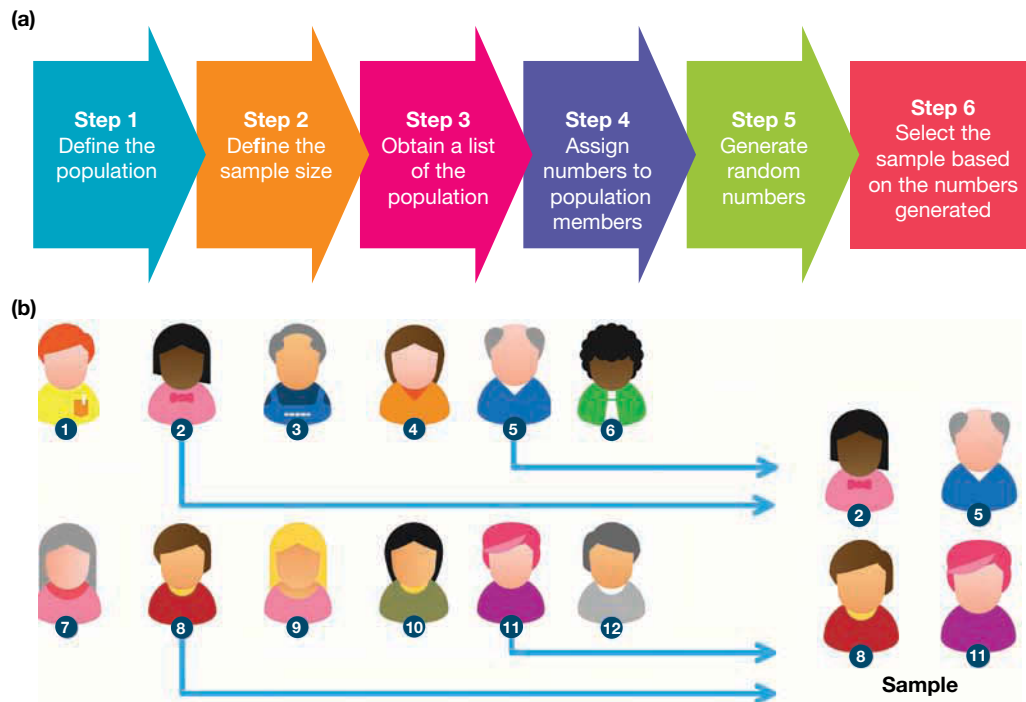 (a)
Step 1
Define the
population
Step 2
Define the
sample size
Step 3
Obtain a list
of the
population
Step 4
Assign
numbers to
population
members
Step 5
Generate
random
numbers
Step 6
Select the
sample based
on the numbers
generated
(b)
1 2 3 4 5 6
2 5
7 8 9 10 11 12
8 11
Sample